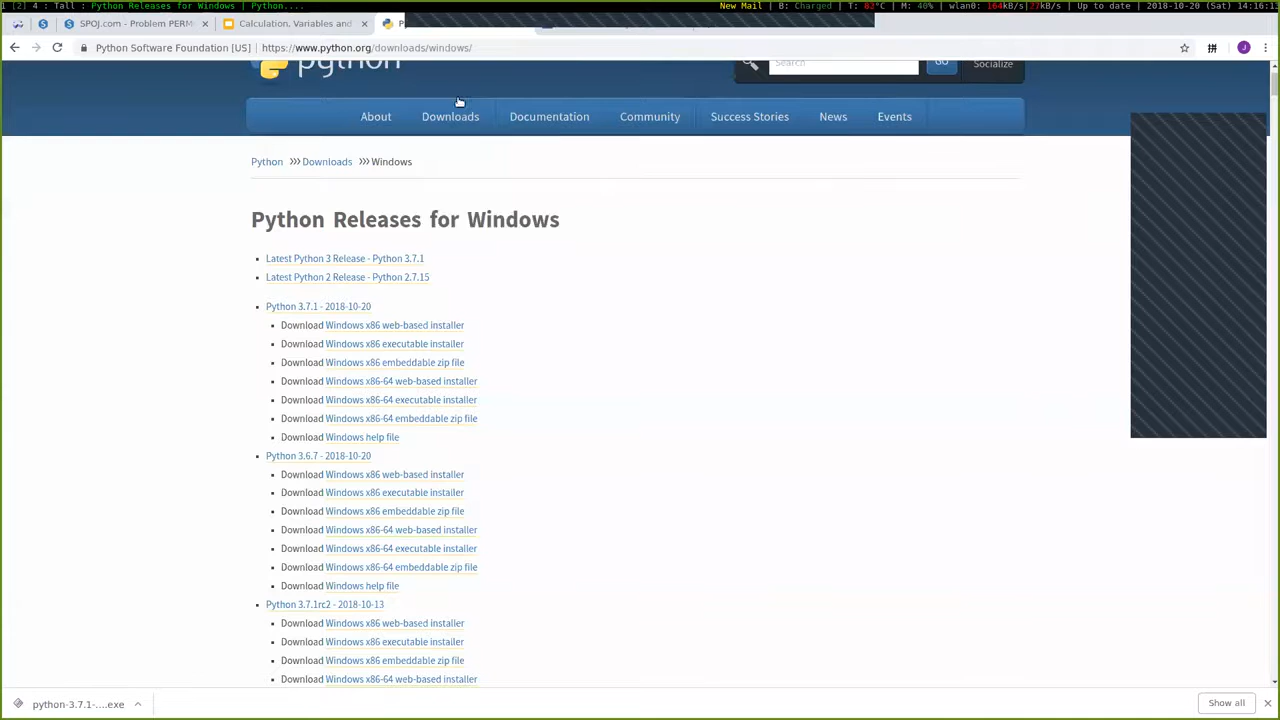 1 [2] 4 : Tall : Python Releases for Windows | Python.... New Mail | B: Charged | T: 62°C | M: 40% | wlan0: 164kB/s|27kB/s | Up to date | 2018-10-20 (Sat) 14:16:13
SPOJ.com - Problem PERM
Calculation, Variables and
Python Software Foundation [US] | https://www.python.org/downloads/windows/
J
python
Search
GO
Socialize
About Downloads Documentation Community Success Stories News Events
Python >>> Downloads >>> Windows
Python Releases for Windows
Latest Python 3 Release - Python 3.7.1
Latest Python 2 Release - Python 2.7.15
Python 3.7.1 - 2018-10-20
Download Windows x86 web-based installer
Download Windows x86 executable installer
Download Windows x86 embeddable zip file
Download Windows x86-64 web-based installer
Download Windows x86-64 executable installer
Download Windows x86-64 embeddable zip file
Download Windows help file
Python 3.6.7 - 2018-10-20
Download Windows x86 web-based installer
Download Windows x86 executable installer
Download Windows x86 embeddable zip file
Download Windows x86-64 web-based installer
Download Windows x86-64 executable installer
Download Windows x86-64 embeddable zip file
Download Windows help file
Python 3.7.1rc2 - 2018-10-13
Download Windows x86 web-based installer
Download Windows x86 executable installer
Download Windows x86 embeddable zip file
Download Windows x86-64 web-based installer
python-3.7.1-....exe
Show all